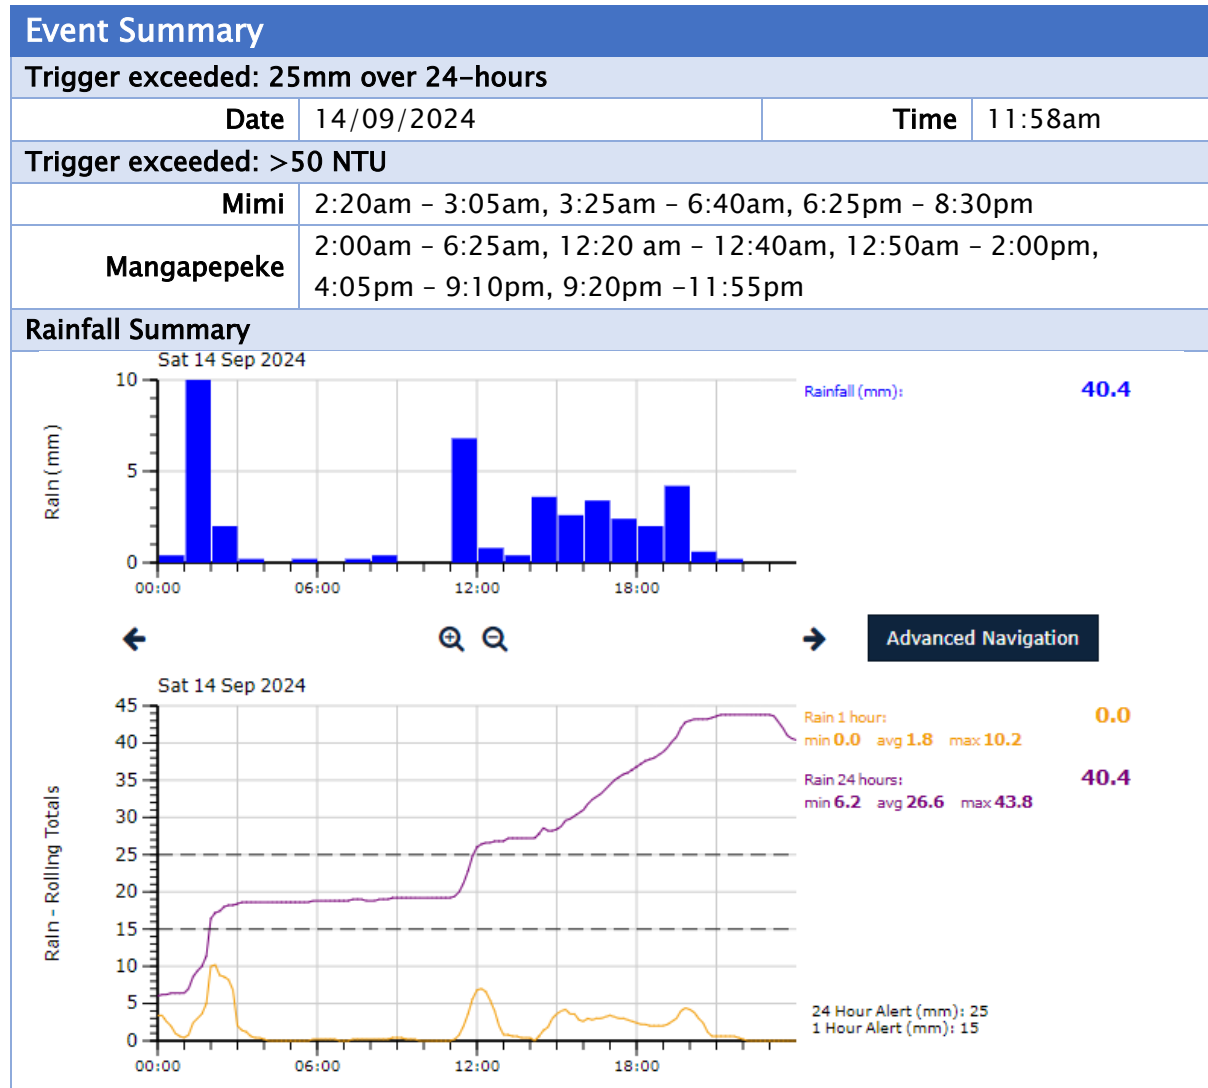 Event Summary
Trigger exceeded: 25mm over 24-hours
Date 14/09/2024 Time 11:58am
Trigger exceeded: >50 NTU
Mimi 2:20am – 3:05am, 3:25am – 6:40am, 6:25pm – 8:30pm
Mangapepeke 2:00am – 6:25am, 12:20 am – 12:40am, 12:50am – 2:00pm,
4:05pm – 9:10pm, 9:20pm –11:55pm
Rainfall Summary
Sat 14 Sep 2024
Rain (mm)
10
5
0
00:00 06:00 12:00 18:00
Rainfall (mm): 40.4
Advanced Navigation
Sat 14 Sep 2024
Rain - Rolling Totals
45
40
35
30
25
20
15
10
5
0
00:00 06:00 12:00 18:00
Rain 1 hour: 0.0
min 0.0 avg 1.8 max 10.2
Rain 24 hours: 40.4
min 6.2 avg 26.6 max 43.8
24 Hour Alert (mm): 25
1 Hour Alert (mm): 15